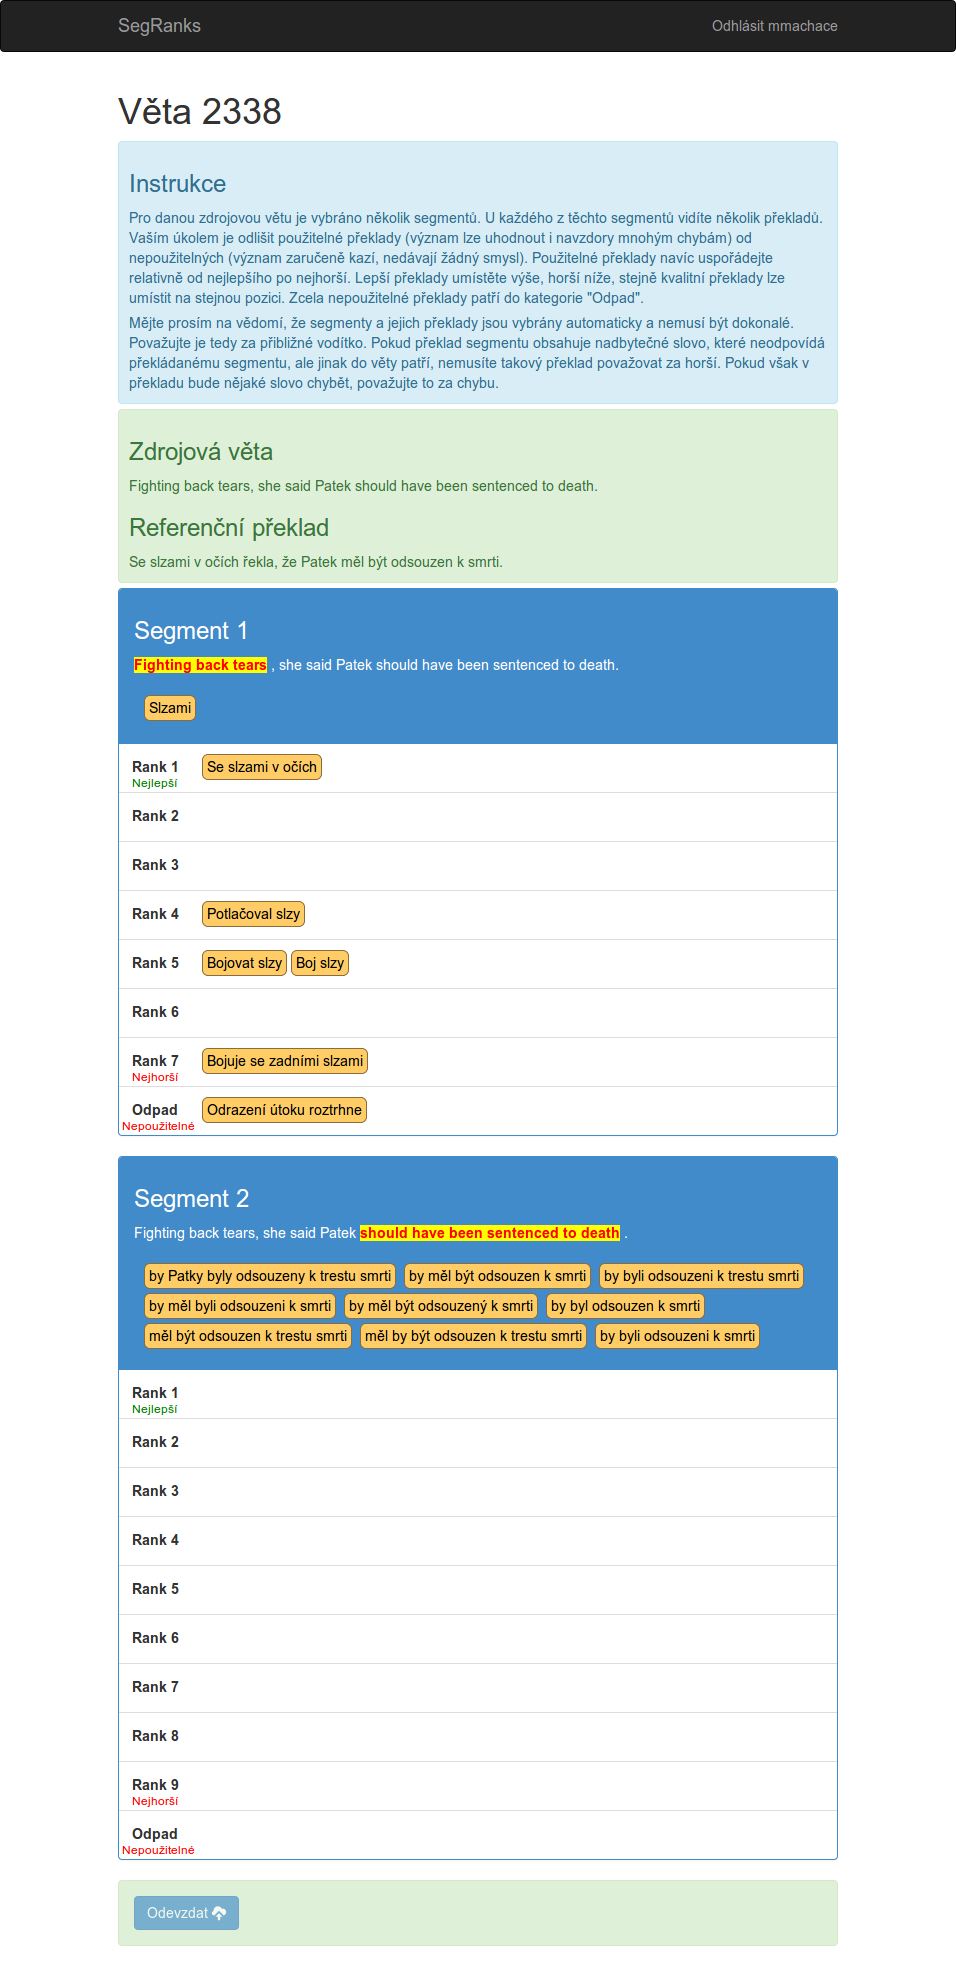 SegRanks
Odhlásit mmachace
Věta 2338
Instrukce
Pro danou zdrojovou větu je vybráno několik segmentů. U každého z těchto segmentů vidíte několik překladů.
Vaším úkolem je odlišit použitelné překlady (význam lze uhodnout i navzdory mnohým chybám) od
nepoužitelných (význam zaručeně kazí, nedávají žádný smysl). Použitelné překlady navíc uspořádejte
relativně od nejlepšího po nejhorší. Lepší překlady umístěte výše, horší níže, stejně kvalitní překlady lze
umístit na stejnou pozici. Zcela nepoužitelné překlady patří do kategorie "Odpad".
Mějte prosím na vědomí, že segmenty a jejich překlady jsou vybrány automaticky a nemusí být dokonalé.
Považujte je tedy za přibližné vodítko. Pokud překlad segmentu obsahuje nadbytečné slovo, které neodpovídá
překládanému segmentu, ale jinak do věty patří, nemusíte takový překlad považovat za horší. Pokud však v
překladu bude nějaké slovo chybět, považujte to za chybu.
Zdrojová věta
Fighting back tears, she said Patek should have been sentenced to death.
Referenční překlad
Se slzami v očích řekla, že Patek měl být odsouzen k smrti.
Segment 1
Fighting back tears , she said Patek should have been sentenced to death.
Slzami
Rank 1 Se slzami v očích
Nejlepší
Rank 2
Rank 3
Rank 4 Potlačoval slzy
Rank 5 Bojovat slzy Boj slzy
Rank 6
Rank 7 Bojuje se zadními slzami
Nejhorší
Odpad Odrazení útoku roztrhne
Nepoužitelné
Segment 2
Fighting back tears, she said Patek should have been sentenced to death .
by Patky byly odsouzeny k trestu smrti by měl být odsouzen k smrti by byli odsouzeni k trestu smrti
by měl byli odsouzeni k smrti by měl být odsouzený k smrti by byl odsouzen k smrti
měl být odsouzen k trestu smrti měl by být odsouzen k trestu smrti by byli odsouzeni k smrti
Rank 1
Nejlepší
Rank 2
Rank 3
Rank 4
Rank 5
Rank 6
Rank 7
Rank 8
Rank 9
Nejhorší
Odpad
Nepoužitelné
Odevzdat